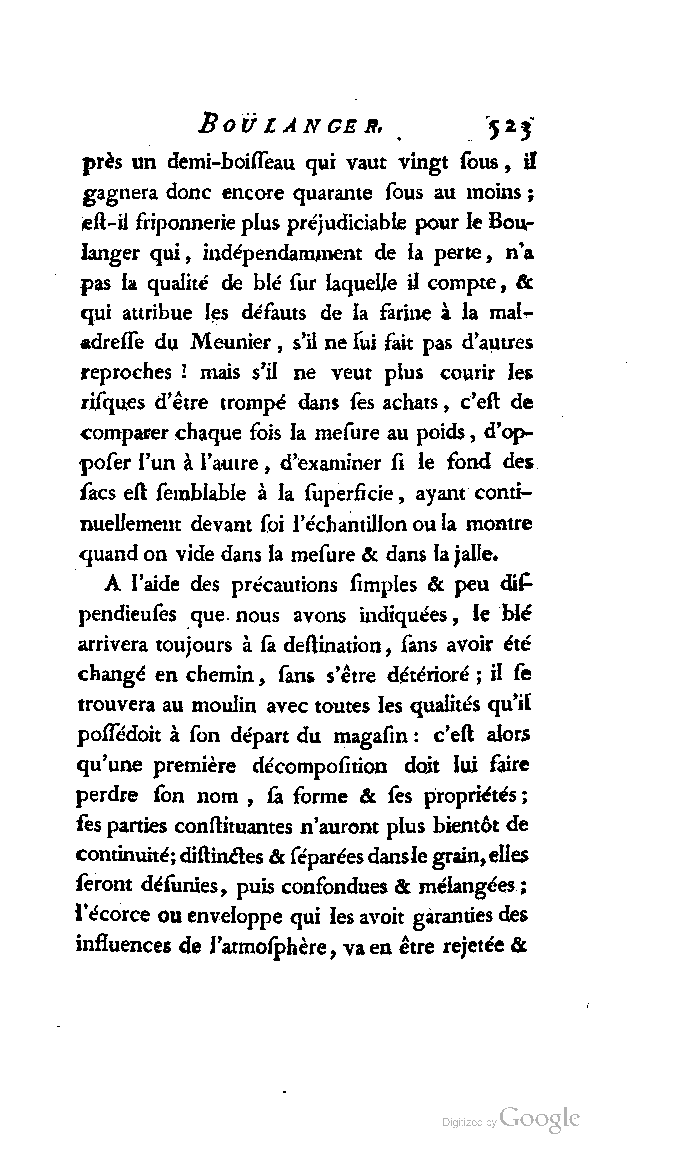 BOULANGER. 523
près un demi-boiſſeau qui vaut vingt ſous, il
gagnera donc encore quarante ſous au moins ;
eſt-il friponnerie plus préjudiciable pour le Bou-
langer qui, indépendamment de la perte, n'a
pas la qualité de blé ſur laquelle il compte, &
qui attribue les défauts de la farine à la mal-
adreſſe du Meunier, s'il ne lui fait pas d'autres
reproches ! mais s'il ne veut plus courir les
riſques d'être trompé dans ſes achats, c'eſt de
comparer chaque fois la meſure au poids, d'op-
poſer l'un à l'autre, d'examiner ſi le fond des
ſacs eſt ſemblable à la ſuperficie, ayant conti-
nuellement devant ſoi l'échantillon ou la montre
quand on vide dans la meſure & dans la jalle.
A l'aide des précautions ſimples & peu diſ-
pendieuſes que nous avons indiquées, le blé
arrivera toujours à ſa deſtination, ſans avoir été
changé en chemin, ſans s'être détérioré ; il ſe
trouvera au moulin avec toutes les qualités qu'il
poſſédoit à ſon départ du magaſin : c'eſt alors
qu'une première décompoſition doit lui faire
perdre ſon nom, ſa forme & ſes propriétés ;
ſes parties conſtituantes n'auront plus bientôt de
continuité; diſtinctes & ſéparées dans le grain, elles
ſeront déſunies, puis confondues & mélangées ;
l'écorce ou enveloppe qui les avoit garanties des
influences de l'atmoſphère, va en être rejetée &
Digitized by Google